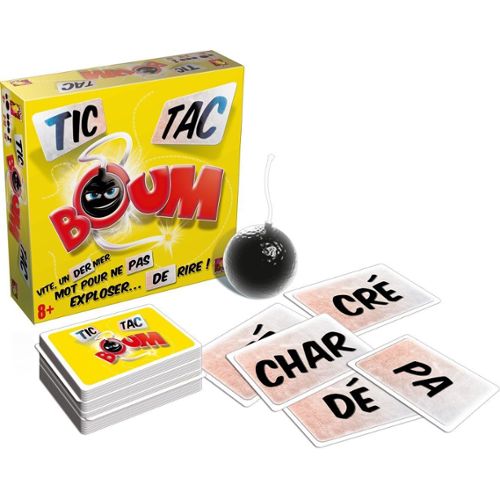 TIC TAC
BOUM
VITE, UN DERNIER
MOT POUR NE PAS
EXPLOSER... DE RIRE !
8+
TIC TAC
BOUM
CRÉ
CHAR
DÉ
PA